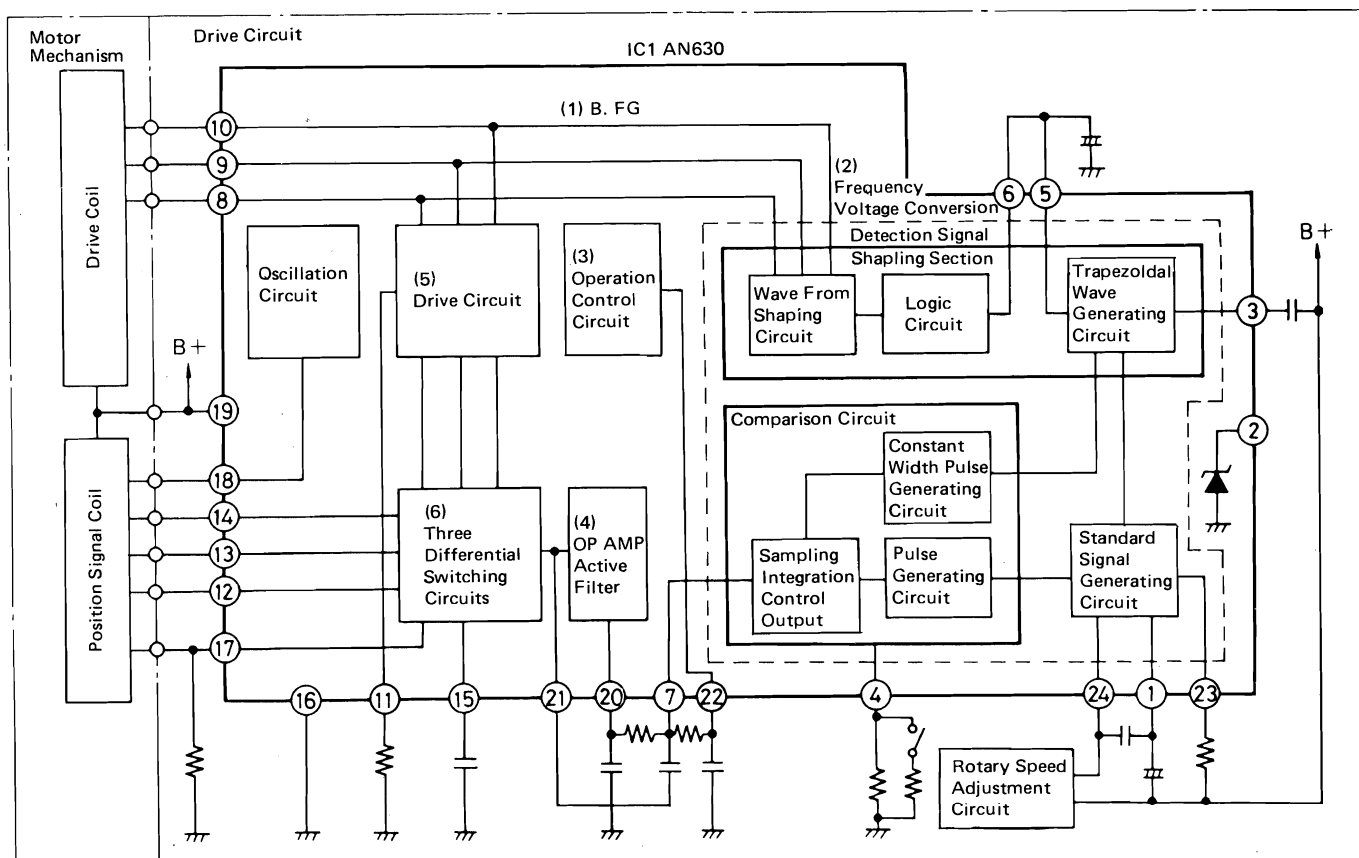 Motor
Mechanism
Drive Circuit
IC1 AN630
Drive Coil
10
9
8
(1) B. FG
(2)
Frequency
Voltage Conversion
6
5
B+
Oscillation
Circuit
(5)
Drive Circuit
(3)
Operation
Control
Circuit
Detection Signal
Shapling Section
Wave From
Shaping
Circuit
Logic
Circuit
Trapezoldal
Wave
Generating
Circuit
3
B+
19
2
Position Signal Coil
18
14
13
12
17
(6)
Three
Differential
Switching
Circuits
(4)
OP AMP
Active
Filter
Comparison Circuit
Constant
Width Pulse
Generating
Circuit
Sampling
Integration
Control
Output
Pulse
Generating
Circuit
Standard
Signal
Generating
Circuit
16
11
15
21
20
7
22
4
24
1
23
Rotary Speed
Adjustment
Circuit